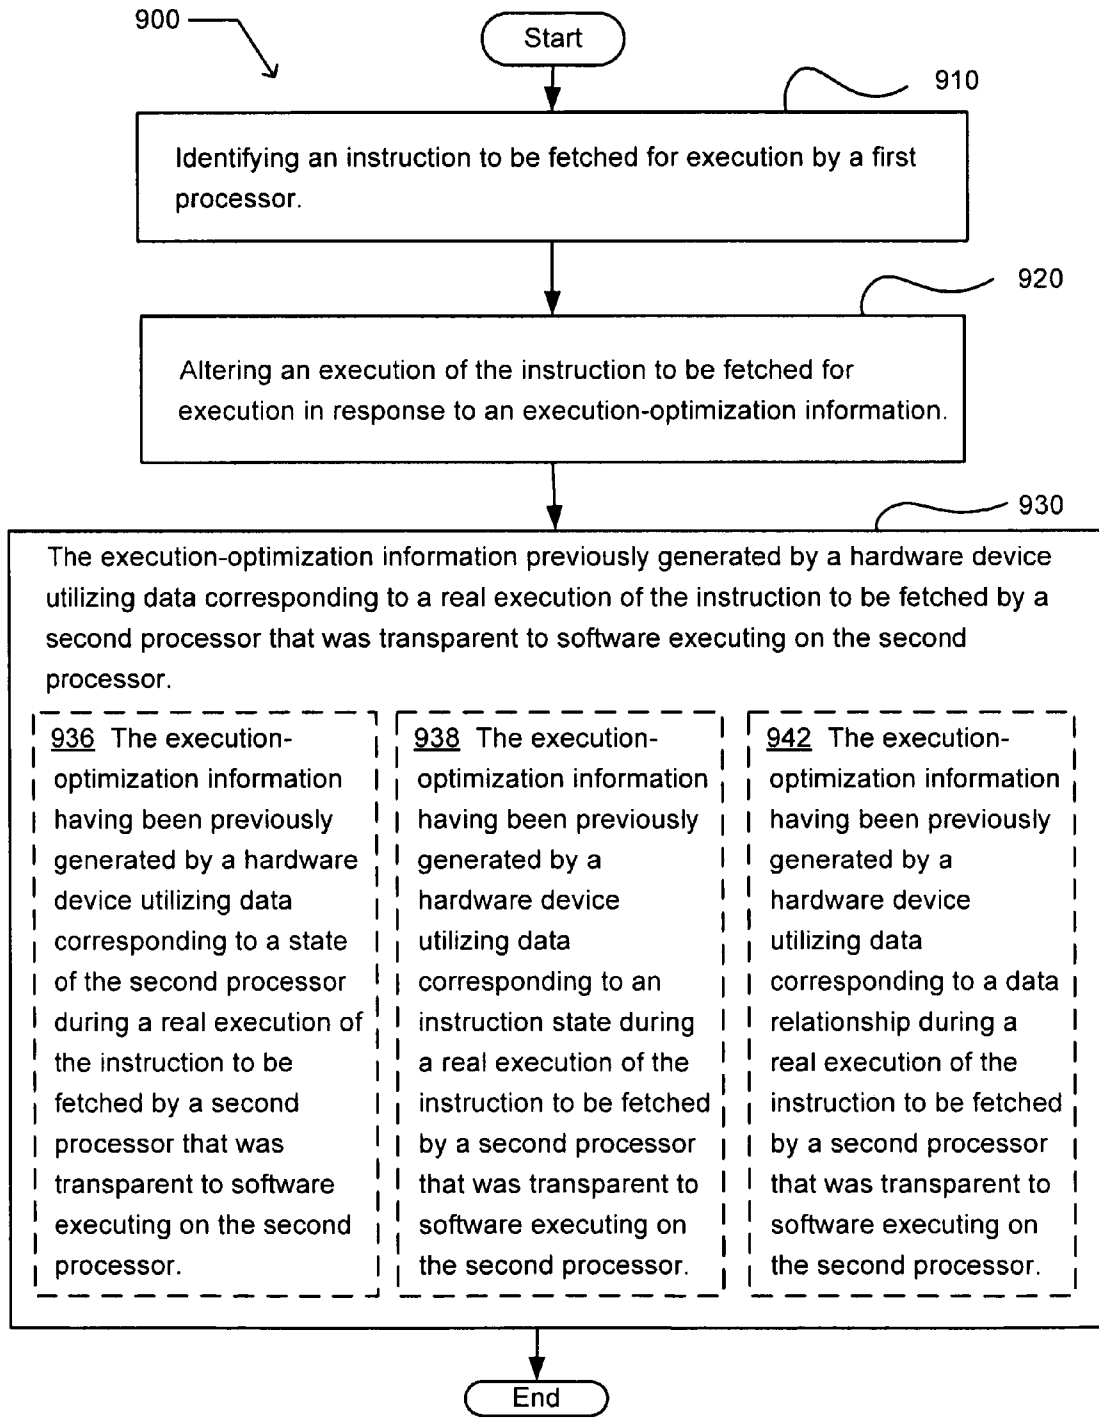 900
Start
910
Identifying an instruction to be fetched for execution by a first
processor.
920
Altering an execution of the instruction to be fetched for
execution in response to an execution-optimization information.
930
The execution-optimization information previously generated by a hardware device
utilizing data corresponding to a real execution of the instruction to be fetched by a
second processor that was transparent to software executing on the second
processor.
936 The execution-
optimization information
having been previously
generated by a hardware
device utilizing data
corresponding to a state
of the second processor
during a real execution of
the instruction to be
fetched by a second
processor that was
transparent to software
executing on the second
processor.
938 The execution-
optimization information
having been previously
generated by a
hardware device
utilizing data
corresponding to an
instruction state during
a real execution of the
instruction to be fetched
by a second processor
that was transparent to
software executing on
the second processor.
942 The execution-
optimization information
having been previously
generated by a
hardware device
utilizing data
corresponding to a data
relationship during a
real execution of the
instruction to be fetched
by a second processor
that was transparent to
software executing on
the second processor.
End